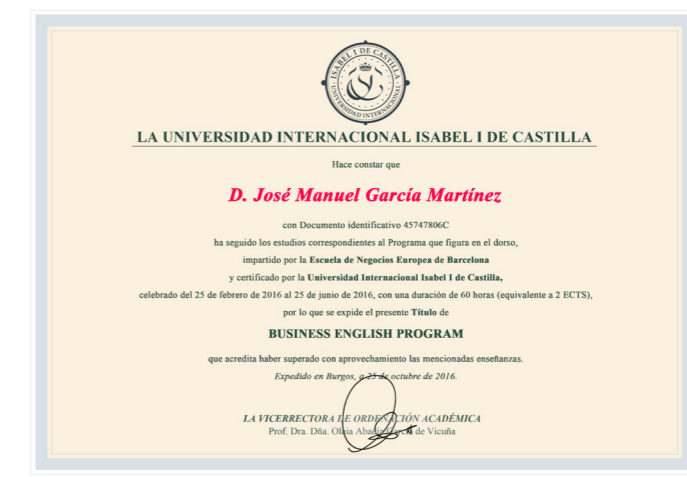 ISABEL I DE CASTILLA
UNIVERSIDAD INTERNACIONAL
LA UNIVERSIDAD INTERNACIONAL ISABEL I DE CASTILLA
Hace constar que
D. José Manuel García Martínez
con Documento identificativo 45747806C
ha seguido los estudios correspondientes al Programa que figura en el dorso,
impartido por la Escuela de Negocios Europea de Barcelona
y certificado por la Universidad Internacional Isabel I de Castilla,
celebrado del 25 de febrero de 2016 al 25 de junio de 2016, con una duración de 60 horas (equivalente a 2 ECTS),
por lo que se expide el presente Título de
BUSINESS ENGLISH PROGRAM
que acredita haber superado con aprovechamiento las mencionadas enseñanzas.
Expedido en Burgos, a 25 de octubre de 2016.
LA VICERRECTORA DE ORDENACIÓN ACADÉMICA
Prof. Dra. Dña. Olaia Abadía García de Vicuña